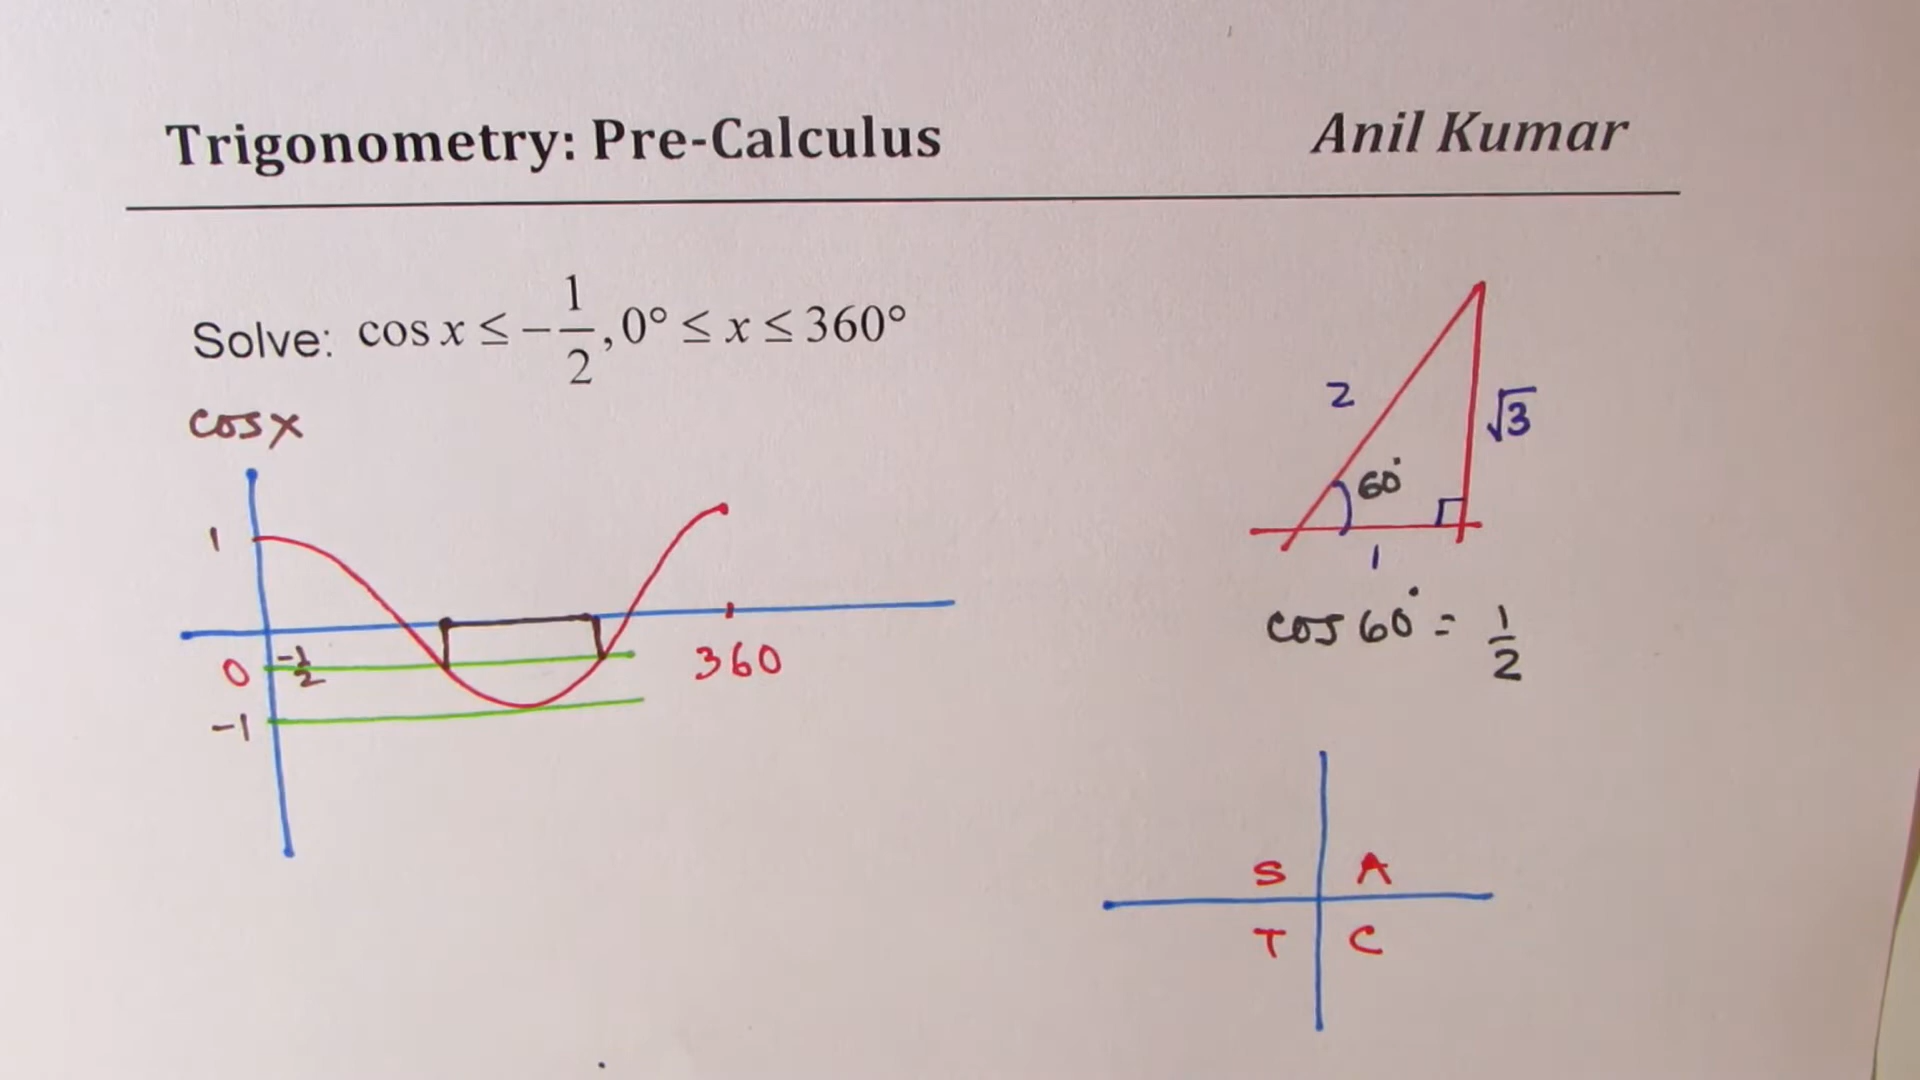 Trigonometry: Pre-Calculus
Anil Kumar
Solve: cos x ≤ −1/2, 0° ≤ x ≤ 360°
cosx
1
0
-1/2
-1
360
2
√3
60°
1
cos 60° = 1/2
S A
T C